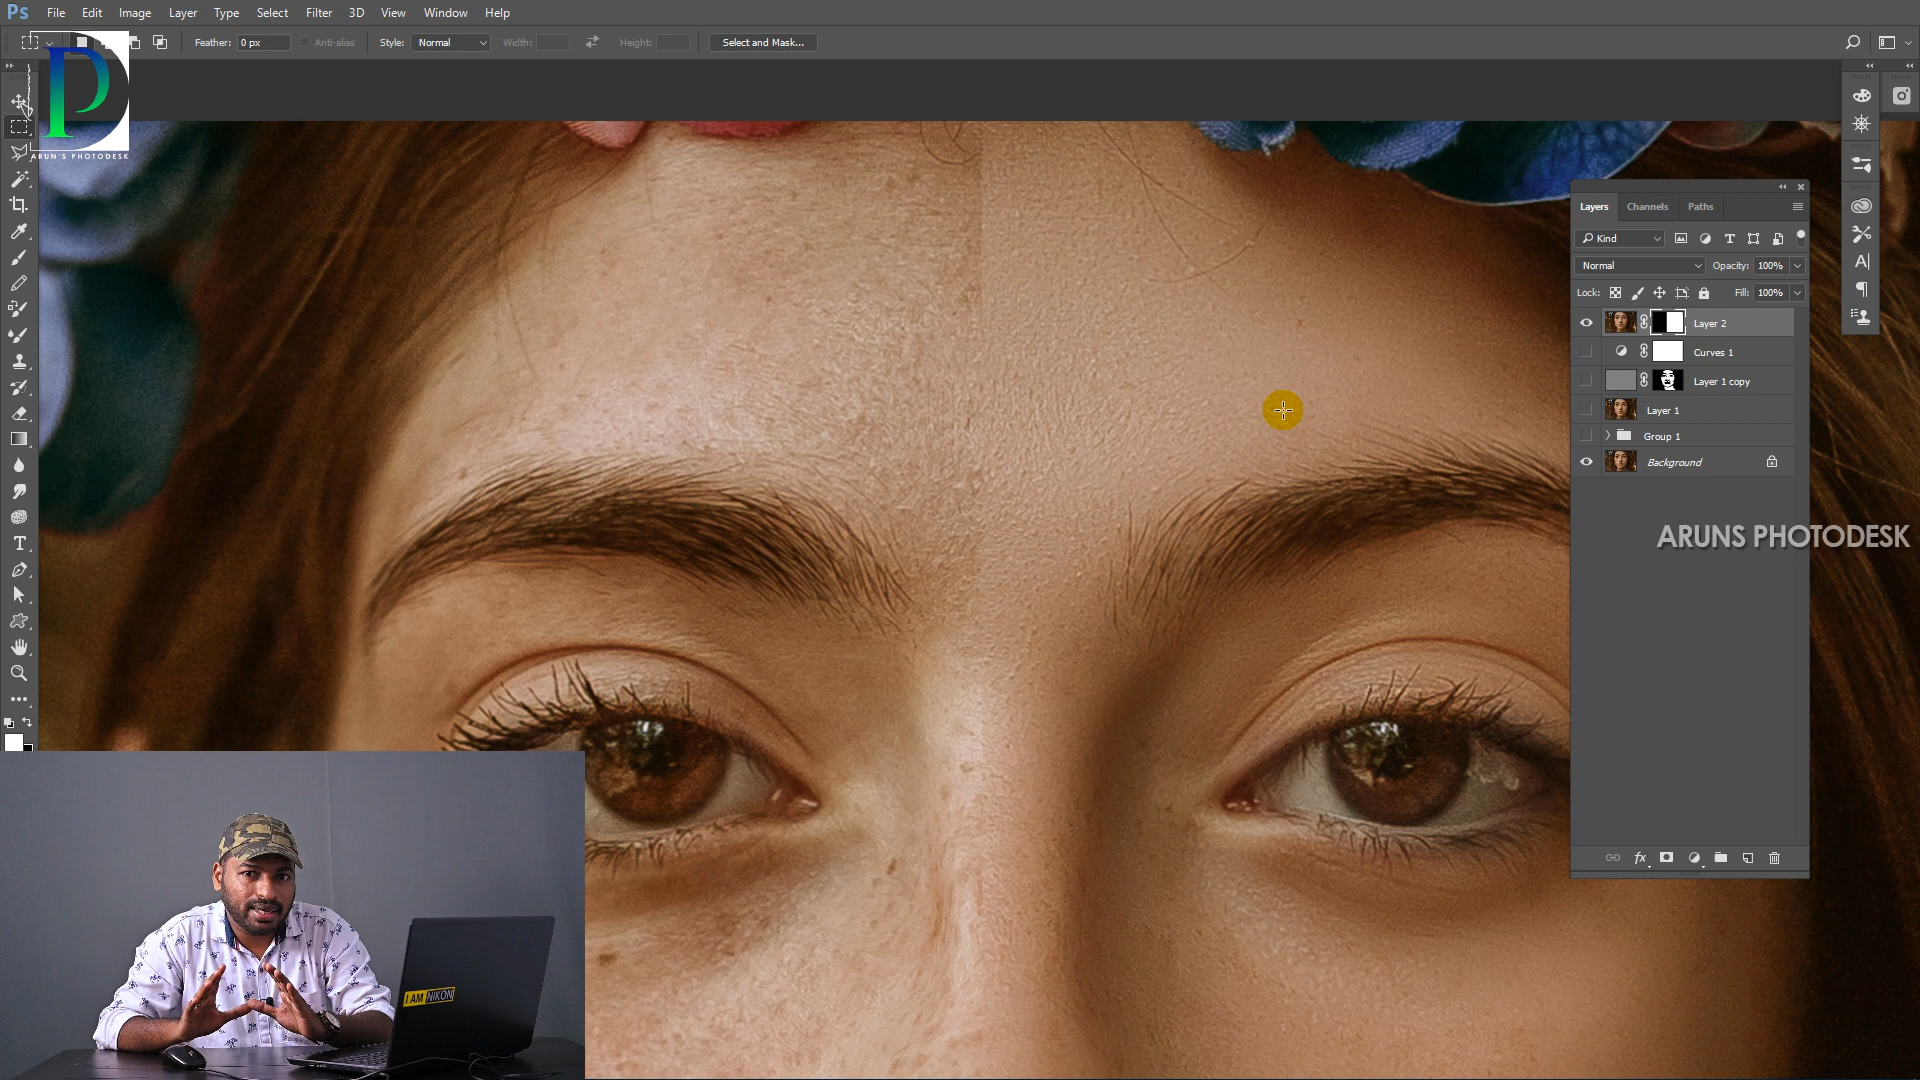 Ps File Edit Image Layer Type Select Filter 3D View Window Help
Feather: 0 px Anti-alias Style: Normal Width: Height: Select and Mask...
P
ARUN'S PHOTODESK
Layers Channels Paths
Kind
Normal Opacity: 100%
Lock: Fill: 100%
Layer 2
Curves 1
Layer 1 copy
Layer 1
Group 1
Background
ARUNS PHOTODESK
I AM NIKON